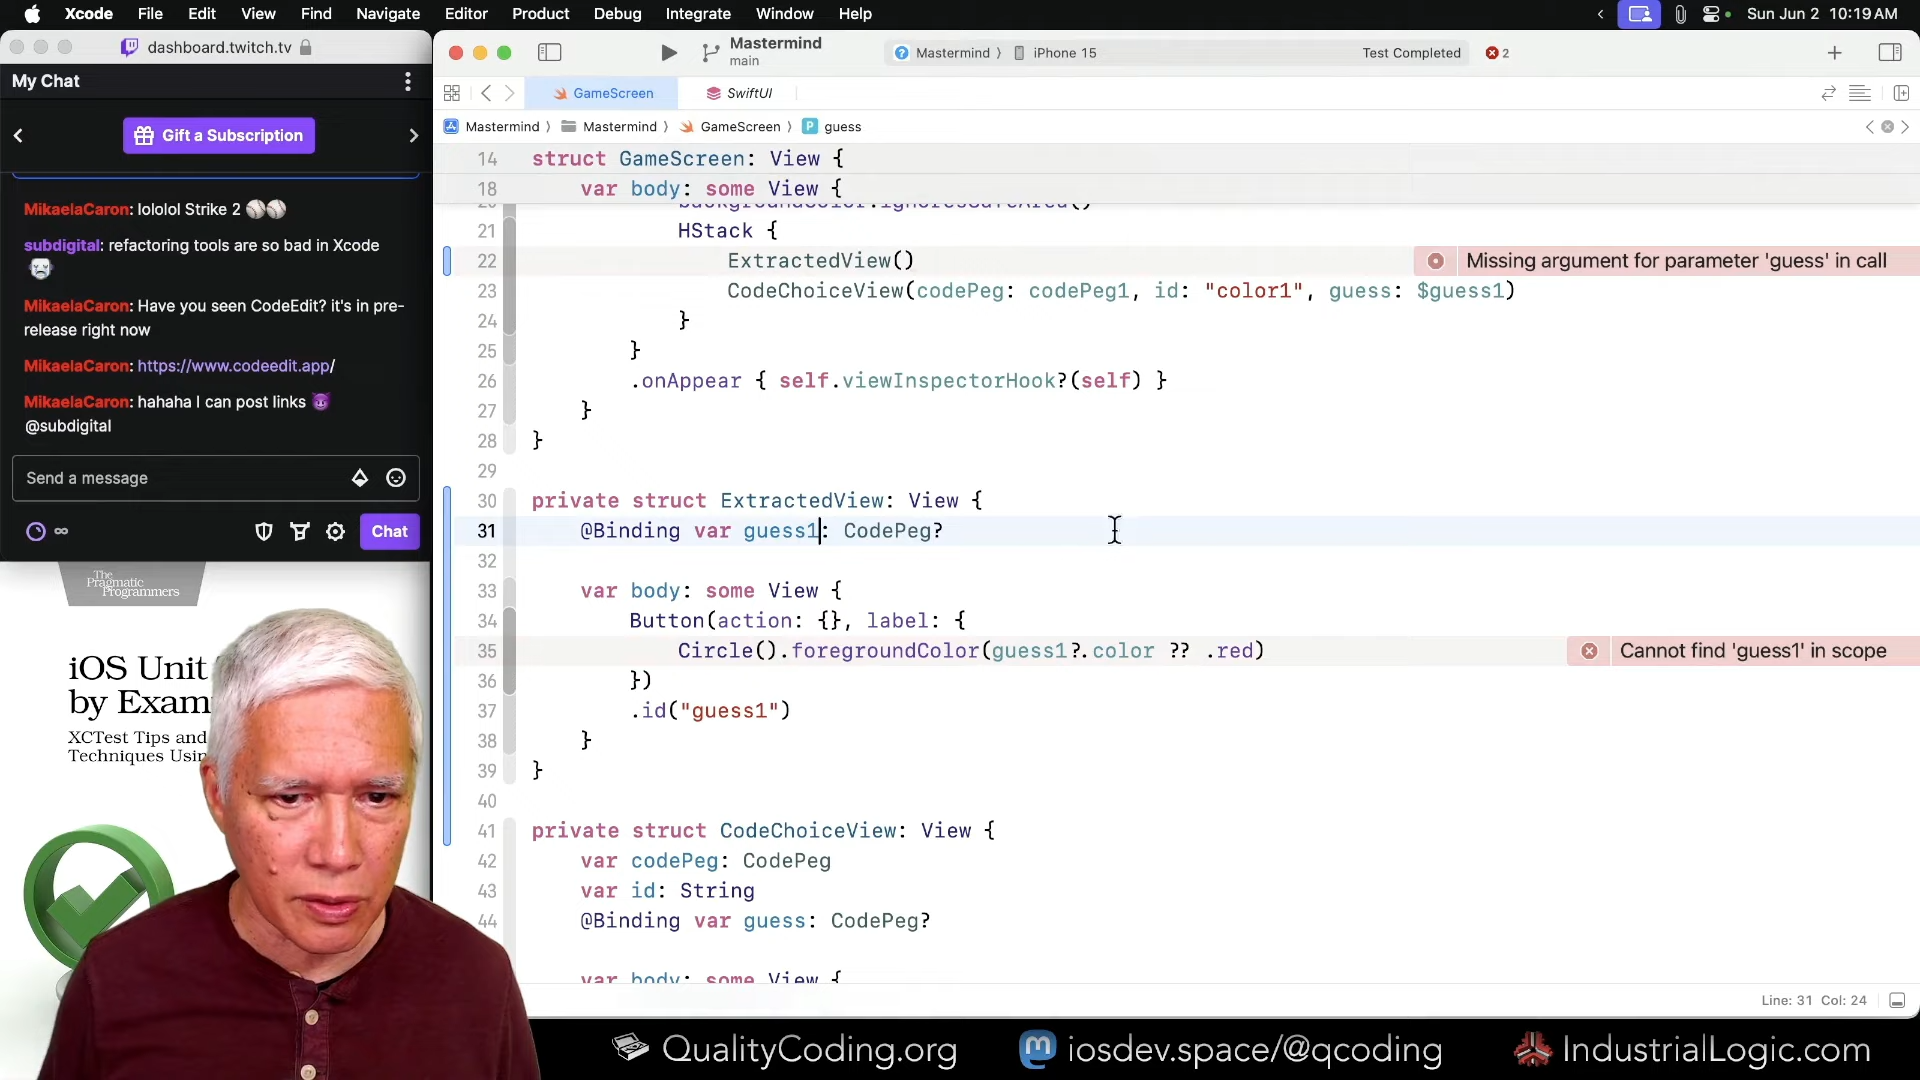 Xcode File Edit View Find Navigate Editor Product Debug Integrate Window Help
Sun Jun 2 10:19 AM
dashboard.twitch.tv
My Chat
Gift a Subscription
MikaelaCaron: lololol Strike 2
subdigital: refactoring tools are so bad in Xcode
MikaelaCaron: Have you seen CodeEdit? it's in pre-
release right now
MikaelaCaron: https://www.codeedit.app/
MikaelaCaron: hahaha I can post links
@subdigital
Send a message
Chat
The
Pragmatic
Programmers
iOS Unit
by Exam
XCTest Tips and
Techniques Usin
Mastermind
main
Mastermind iPhone 15
Test Completed 2
GameScreen SwiftUI
Mastermind Mastermind GameScreen P guess
14 struct GameScreen: View {
18 var body: some View {
backgroundColor.ignoresSafeArea()
21 HStack {
22 ExtractedView() Missing argument for parameter 'guess' in call
23 CodeChoiceView(codePeg: codePeg1, id: "color1", guess: $guess1)
24 }
25 }
26 .onAppear { self.viewInspectorHook?(self) }
27 }
28 }
29
30 private struct ExtractedView: View {
31 @Binding var guess1: CodePeg?
32
33 var body: some View {
34 Button(action: {}, label: {
35 Circle().foregroundColor(guess1?.color ?? .red) Cannot find 'guess1' in scope
36 })
37 .id("guess1")
38 }
39 }
40
41 private struct CodeChoiceView: View {
42 var codePeg: CodePeg
43 var id: String
44 @Binding var guess: CodePeg?
var body: some View {
Line: 31 Col: 24
QualityCoding.org iosdev.space/@qcoding IndustrialLogic.com